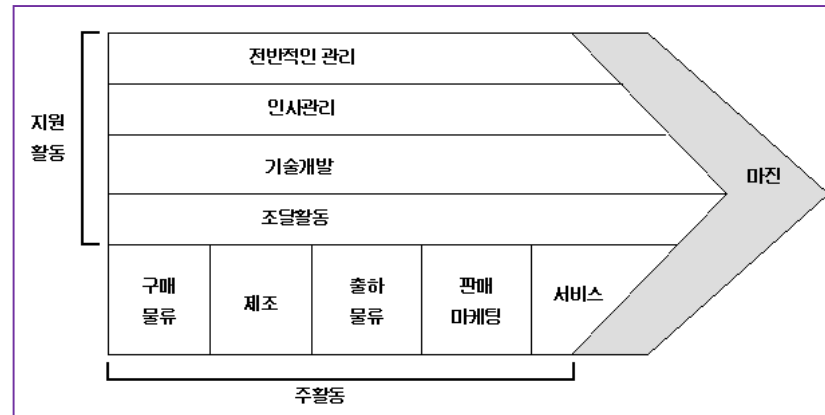 전반적인 관리
인사관리
지원
활동
기술개발
마진
조달활동
구매
물류
제조
출하
물류
판매
마케팅
서비스
주활동